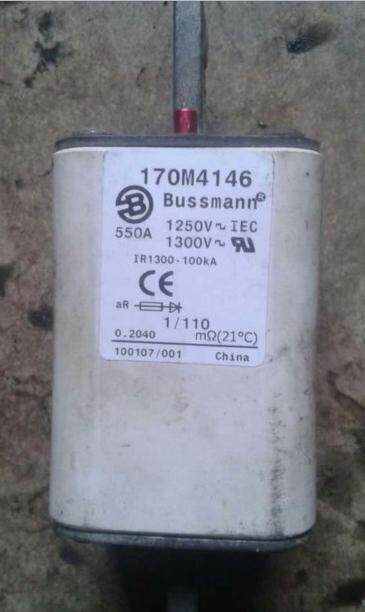 170M4146
Bussmann®
550A 1250V~ IEC
1300V~ RU
IR1300-100kA
CE
aR
1/110
0.2040 mΩ(21°C)
100107/001 China